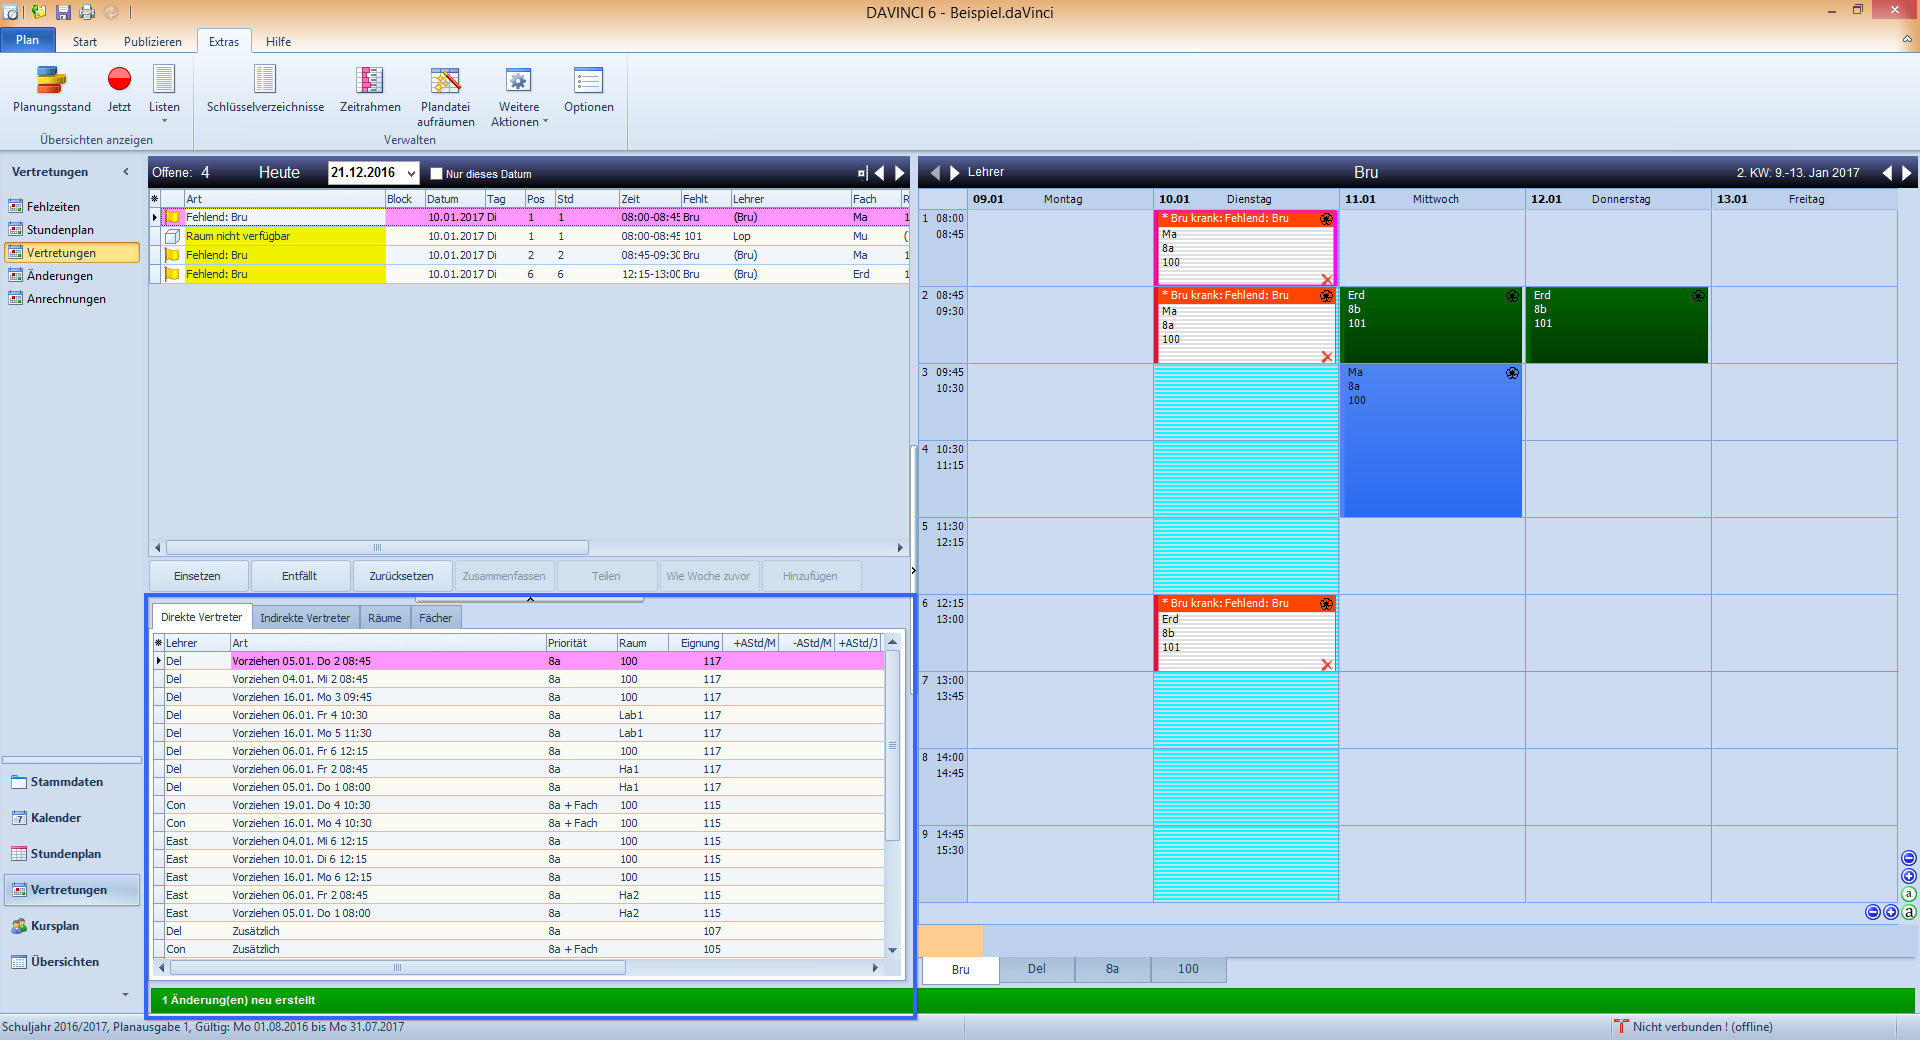 DAVINCI 6 - Beispiel.daVinci
Plan Start Publizieren Extras Hilfe
Planungsstand Jetzt Listen Schlüsselverzeichnisse Zeitrahmen Plandatei aufräumen Weitere Aktionen Optionen
Übersichten anzeigen Verwalten
Vertretungen
Fehlzeiten
Stundenplan
Vertretungen
Änderungen
Anrechnungen
Stammdaten
Kalender
Stundenplan
Vertretungen
Kursplan
Übersichten
Offene: 4 Heute 21.12.2016 Nur dieses Datum
Art Block Datum Tag Pos Std Zeit Fehlt Lehrer Fach R
Fehlend: Bru 10.01.2017 Di 1 1 08:00-08:45 Bru (Bru) Ma 1
Raum nicht verfügbar 10.01.2017 Di 1 1 08:00-08:45 101 Lop Mu (
Fehlend: Bru 10.01.2017 Di 2 2 08:45-09:30 Bru (Bru) Ma 1
Fehlend: Bru 10.01.2017 Di 6 6 12:15-13:00 Bru (Bru) Erd 1
Einsetzen Entfällt Zurücksetzen Zusammenfassen Teilen Wie Woche zuvor Hinzufügen
Direkte Vertreter Indirekte Vertreter Räume Fächer
Lehrer Art Priorität Raum Eignung +AStd/M -AStd/M +AStd/J
Del Vorziehen 05.01. Do 2 08:45 8a 100 117
Del Vorziehen 04.01. Mi 2 08:45 8a 100 117
Del Vorziehen 16.01. Mo 3 09:45 8a 100 117
Del Vorziehen 06.01. Fr 4 10:30 8a Lab1 117
Del Vorziehen 16.01. Mo 5 11:30 8a Lab1 117
Del Vorziehen 06.01. Fr 6 12:15 8a 100 117
Del Vorziehen 06.01. Fr 2 08:45 8a Ha1 117
Del Vorziehen 05.01. Do 1 08:00 8a Ha1 117
Con Vorziehen 19.01. Do 4 10:30 8a + Fach 100 115
Con Vorziehen 16.01. Mo 4 10:30 8a + Fach 100 115
East Vorziehen 04.01. Mi 6 12:15 8a 100 115
East Vorziehen 10.01. Di 6 12:15 8a 100 115
East Vorziehen 16.01. Mo 6 12:15 8a 100 115
East Vorziehen 06.01. Fr 2 08:45 8a Ha2 115
East Vorziehen 05.01. Do 1 08:00 8a Ha2 115
Del Zusätzlich 8a 107
Con Zusätzlich 8a + Fach 105
1 Änderung(en) neu erstellt
Lehrer Bru 2. KW: 9.-13. Jan 2017
09.01 Montag 10.01 Dienstag 11.01 Mittwoch 12.01 Donnerstag 13.01 Freitag
1 08:00
08:45
* Bru krank: Fehlend: Bru
Ma
8a
100
2 08:45
09:30
* Bru krank: Fehlend: Bru
Ma
8a
100
Erd
8b
101
Erd
8b
101
3 09:45
10:30
Ma
8a
100
4 10:30
11:15
5 11:30
12:15
6 12:15
13:00
* Bru krank: Fehlend: Bru
Erd
8b
101
7 13:00
13:45
8 14:00
14:45
9 14:45
15:30
a
a
Bru Del 8a 100
Schuljahr 2016/2017, Planausgabe 1, Gültig: Mo 01.08.2016 bis Mo 31.07.2017
Nicht verbunden ! (offline)